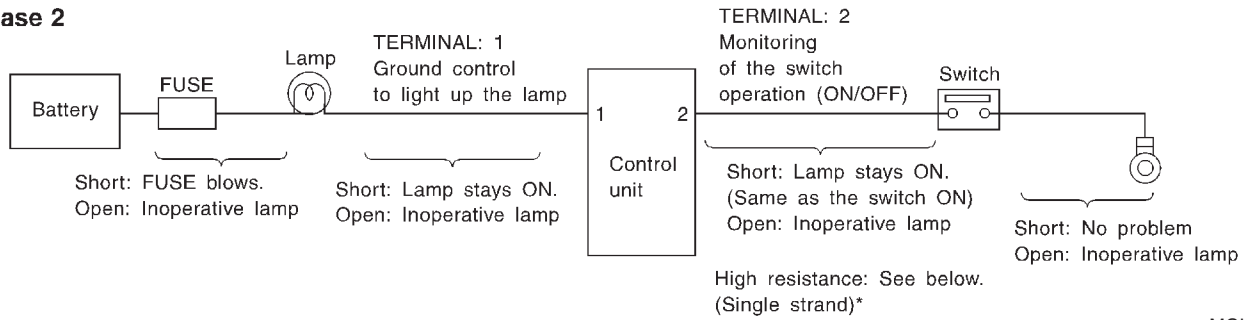 ase 2
Battery
FUSE
Lamp
TERMINAL: 1
Ground control
to light up the lamp
1
2
Control
unit
TERMINAL: 2
Monitoring
of the switch
operation (ON/OFF)
Switch
Short: FUSE blows.
Open: Inoperative lamp
Short: Lamp stays ON.
Open: Inoperative lamp
Short: Lamp stays ON.
(Same as the switch ON)
Open: Inoperative lamp
High resistance: See below.
(Single strand)*
Short: No problem
Open: Inoperative lamp